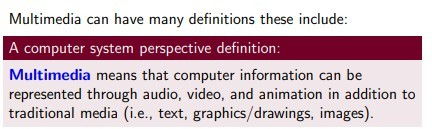 Multimedia can have many definitions these include:
A computer system perspective definition:
Multimedia means that computer information can be
represented through audio, video, and animation in addition to
traditional media (i.e., text, graphics/drawings, images).